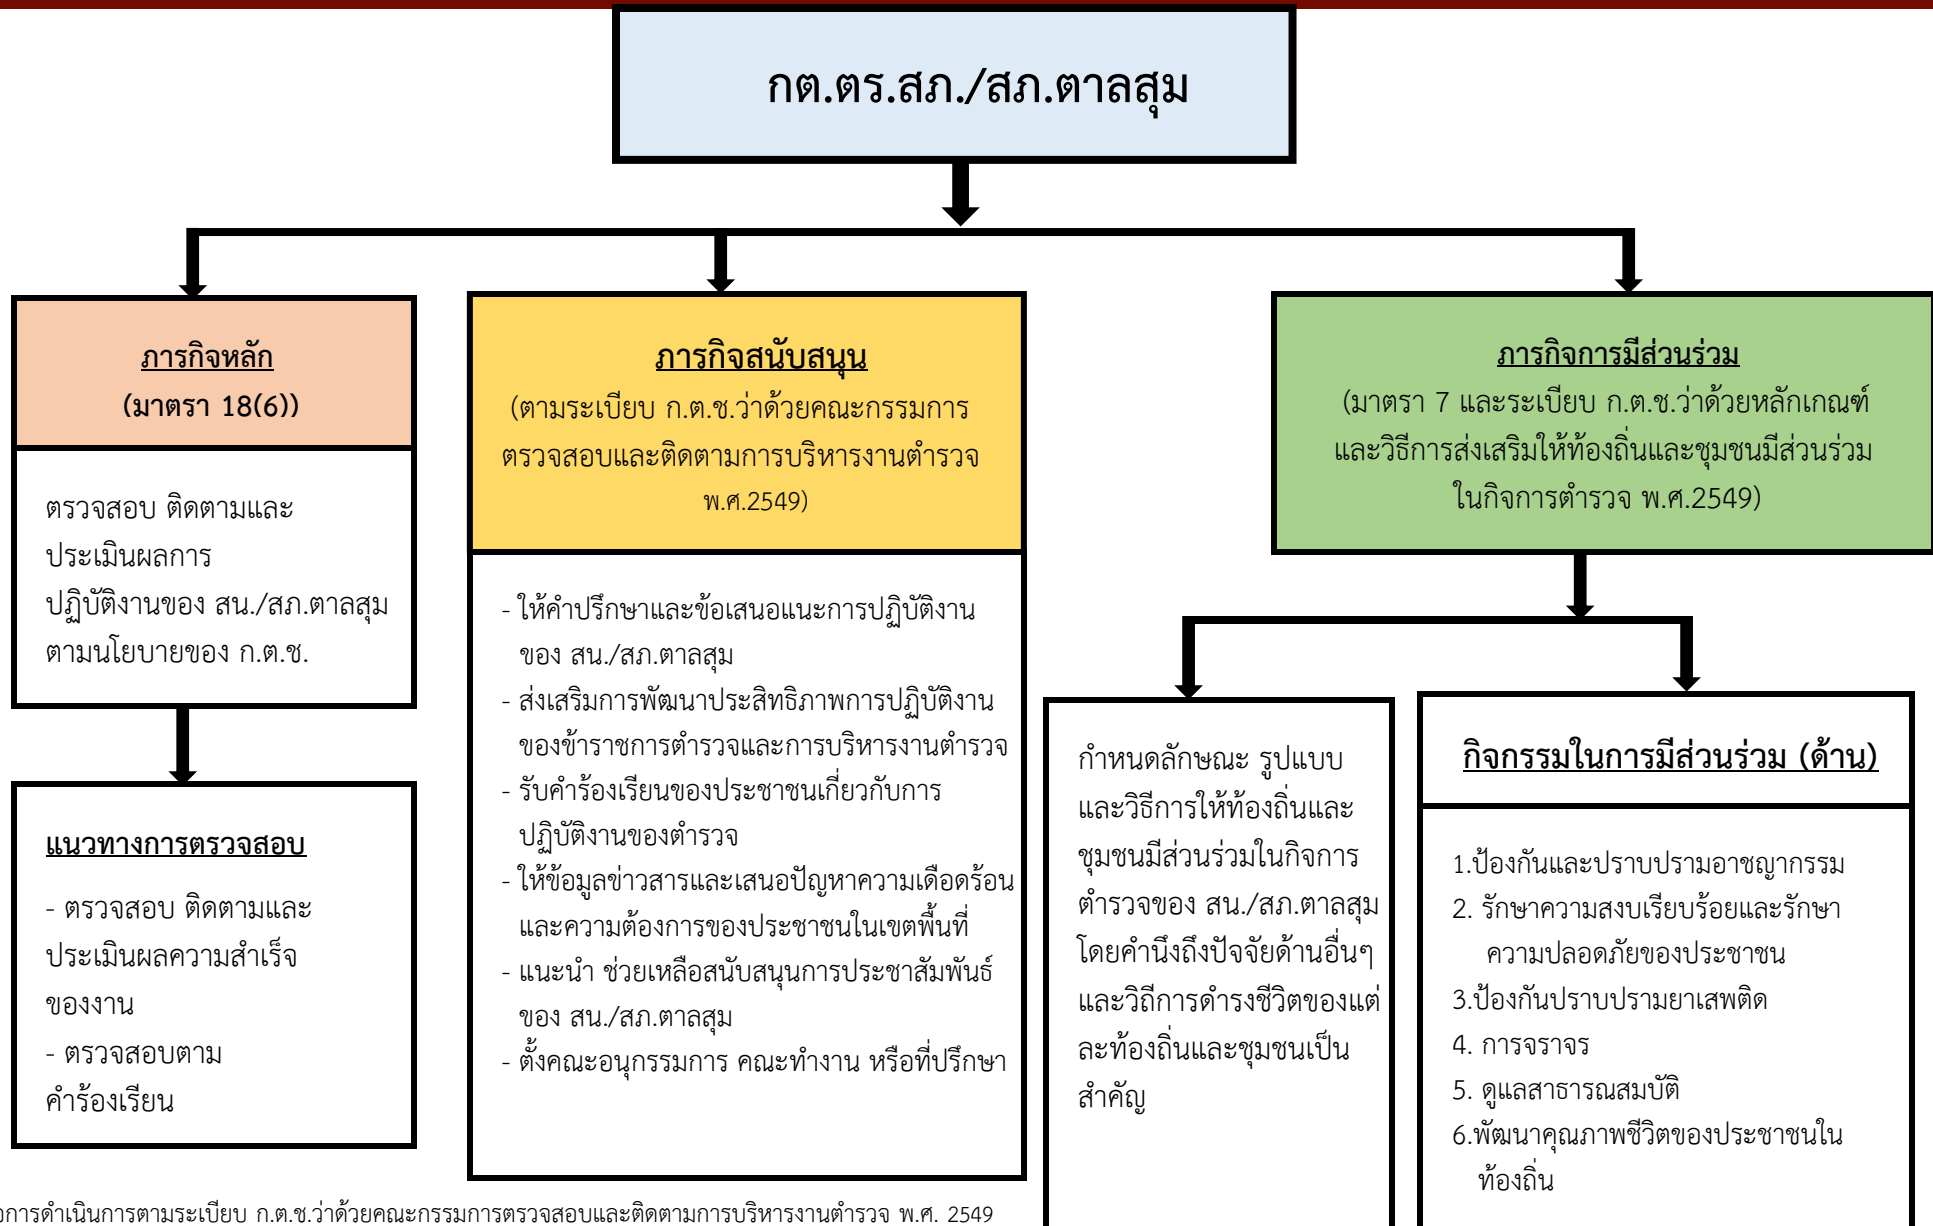 กต.ตร.สภ./สภ.ตาลสุม
ภารกิจหลัก
(มาตรา 18(6))
ตรวจสอบ ติดตามและ
ประเมินผลการ
ปฏิบัติงานของ สน./สภ.ตาลสุม
ตามนโยบายของ ก.ต.ช.
แนวทางการตรวจสอบ
- ตรวจสอบ ติดตามและ
ประเมินผลความสำเร็จ
ของงาน
- ตรวจสอบตาม
คำร้องเรียน
ภารกิจสนับสนุน
(ตามระเบียบ ก.ต.ช.ว่าด้วยคณะกรรมการ
ตรวจสอบและติดตามการบริหารงานตำรวจ
พ.ศ.2549)
- ให้คำปรึกษาและข้อเสนอแนะการปฏิบัติงาน
ของ สน./สภ.ตาลสุม
- ส่งเสริมการพัฒนาประสิทธิภาพการปฏิบัติงาน
ของข้าราชการตำรวจและการบริหารงานตำรวจ
- รับคำร้องเรียนของประชาชนเกี่ยวกับการ
ปฏิบัติงานของตำรวจ
- ให้ข้อมูลข่าวสารและเสนอปัญหาความเดือดร้อน
และความต้องการของประชาชนในเขตพื้นที่
- แนะนำ ช่วยเหลือสนับสนุนการประชาสัมพันธ์
ของ สน./สภ.ตาลสุม
- ตั้งคณะอนุกรรมการ คณะทำงาน หรือที่ปรึกษา
ภารกิจการมีส่วนร่วม
(มาตรา 7 และระเบียบ ก.ต.ช.ว่าด้วยหลักเกณฑ์
และวิธีการส่งเสริมให้ท้องถิ่นและชุมชนมีส่วนร่วม
ในกิจการตำรวจ พ.ศ.2549)
กำหนดลักษณะ รูปแบบ
และวิธีการให้ท้องถิ่นและ
ชุมชนมีส่วนร่วมในกิจการ
ตำรวจของ สน./สภ.ตาลสุม
โดยคำนึงถึงปัจจัยด้านอื่นๆ
และวิถีการดำรงชีวิตของแต่
ละท้องถิ่นและชุมชนเป็น
สำคัญ
กิจกรรมในการมีส่วนร่วม (ด้าน)
1.ป้องกันและปราบปรามอาชญากรรม
2. รักษาความสงบเรียบร้อยและรักษา
ความปลอดภัยของประชาชน
3.ป้องกันปราบปรามยาเสพติด
4. การจราจร
5. ดูแลสาธารณสมบัติ
6.พัฒนาคุณภาพชีวิตของประชาชนใน
ท้องถิ่น
การดำเนินการตามระเบียบ ก.ต.ช.ว่าด้วยคณะกรรมการตรวจสอบและติดตามการบริหารงานตำรวจ พ.ศ. 2549